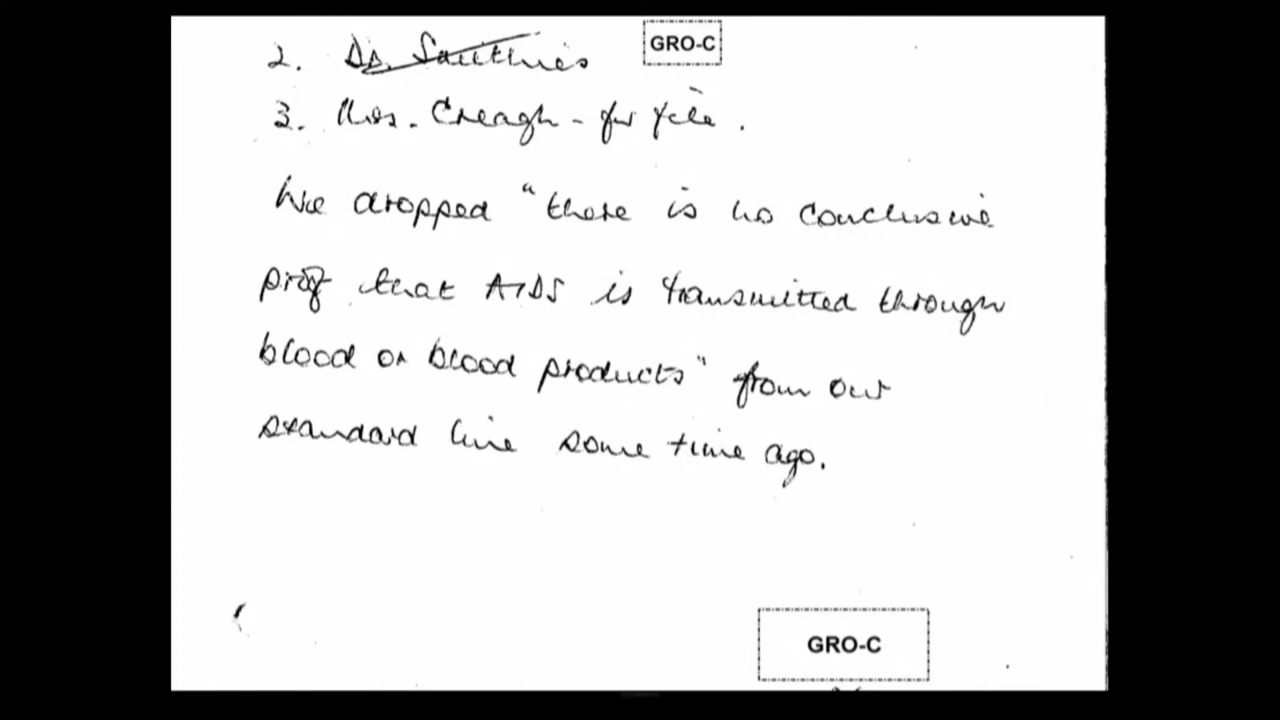 2. Dr. Smithies GRO-C
3. Mrs. Creagh - for file.
We dropped "there is no conclusive
proof that AIDS is transmitted through
blood or blood products" from our
standard line some time ago.
GRO-C